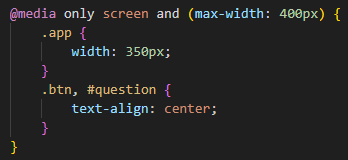 @media only screen and (max-width: 400px) {
    .app {
        width: 350px;
    }
    .btn, #question {
        text-align: center;
    }
}